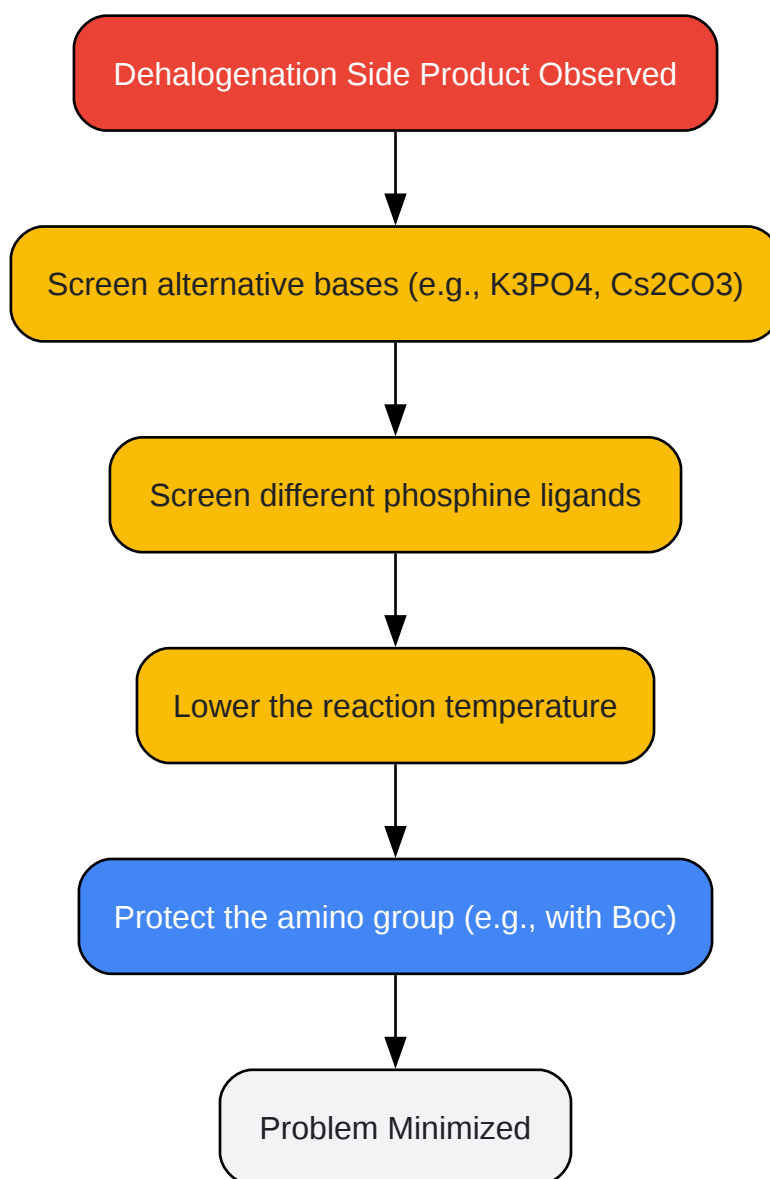 Dehalogenation Side Product Observed
Screen alternative bases (e.g., K3PO4, Cs2CO3)
Screen different phosphine ligands
Lower the reaction temperature
Protect the amino group (e.g., with Boc)
Problem Minimized